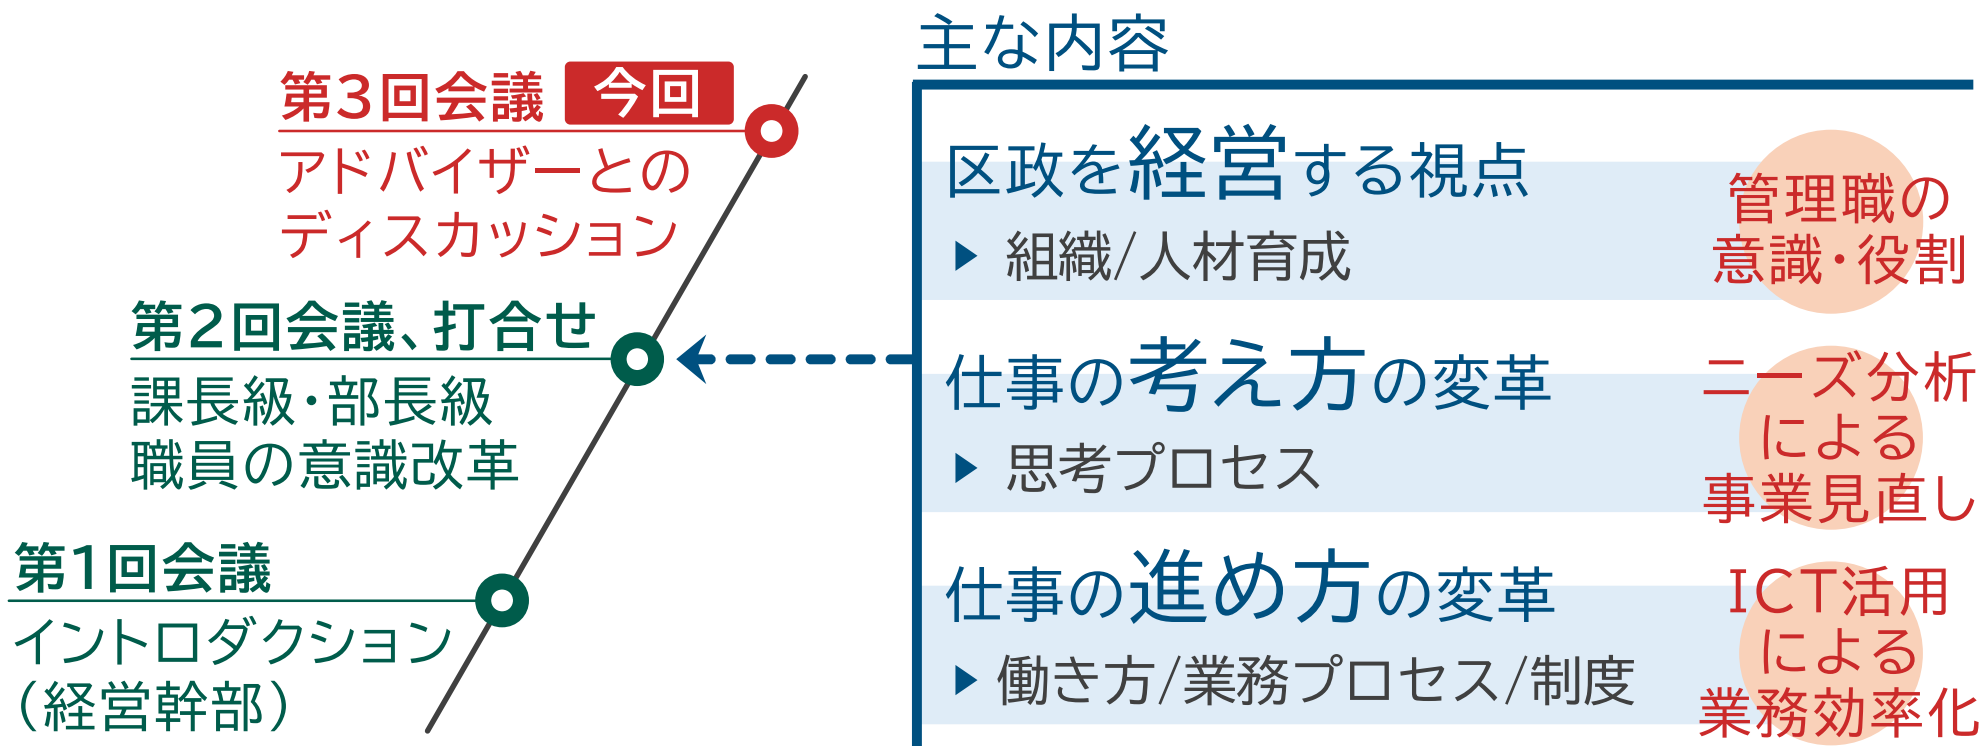 第3回会議 今回
アドバイザーとの
ディスカッション
第2回会議、打合せ
課長級・部長級
職員の意識改革
第1回会議
イントロダクション
（経営幹部）
主な内容
区政を経営する視点
▶ 組織/人材育成
管理職の
意識・役割
仕事の考え方の変革
▶ 思考プロセス
ニーズ分析
による
事業見直し
仕事の進め方の変革
▶ 働き方/業務プロセス/制度
ICT活用
による
業務効率化